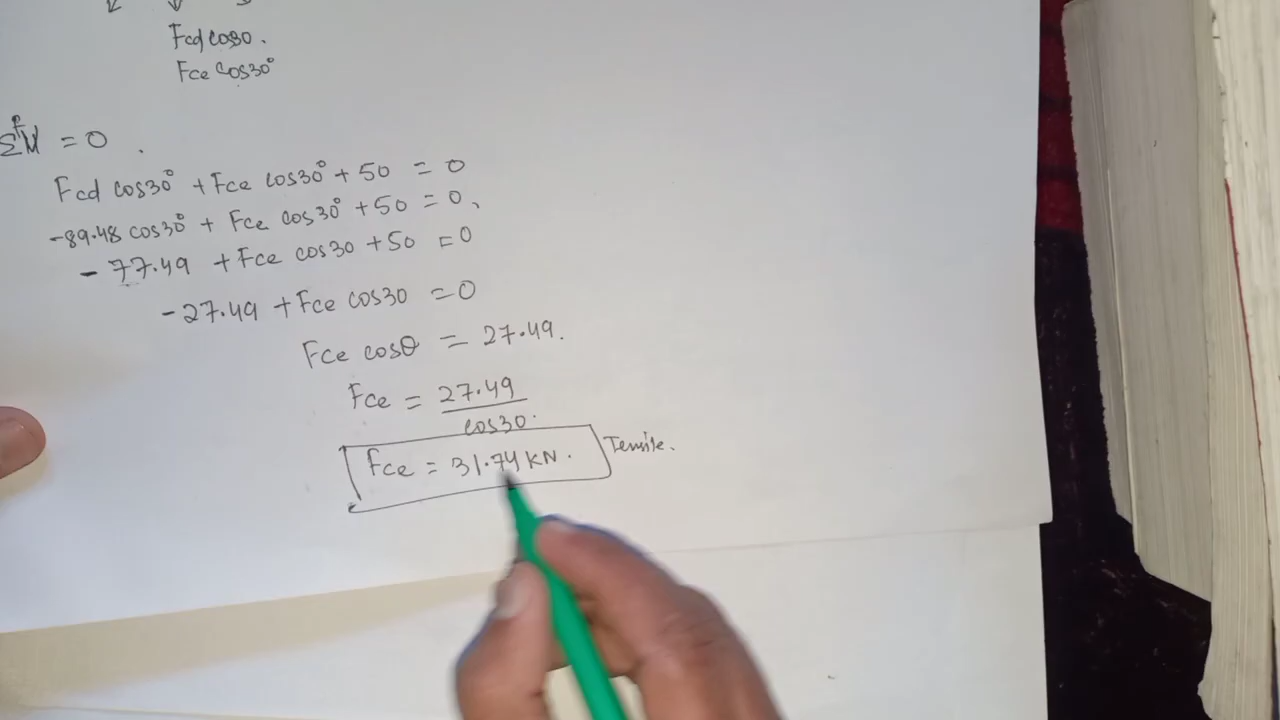 Fcd cos30.
Fce Cos30°
ΣM = 0 .
Fcd cos30° + Fce cos30° + 50 = 0
-89.48 cos30° + Fce cos30° + 50 = 0,
- 77.49 + Fce cos30 + 50 = 0
-27.49 + Fce cos30 = 0
Fce cosθ = 27.49.
Fce = 27.49
cos30.
Fce = 31.74 KN. Tensile.